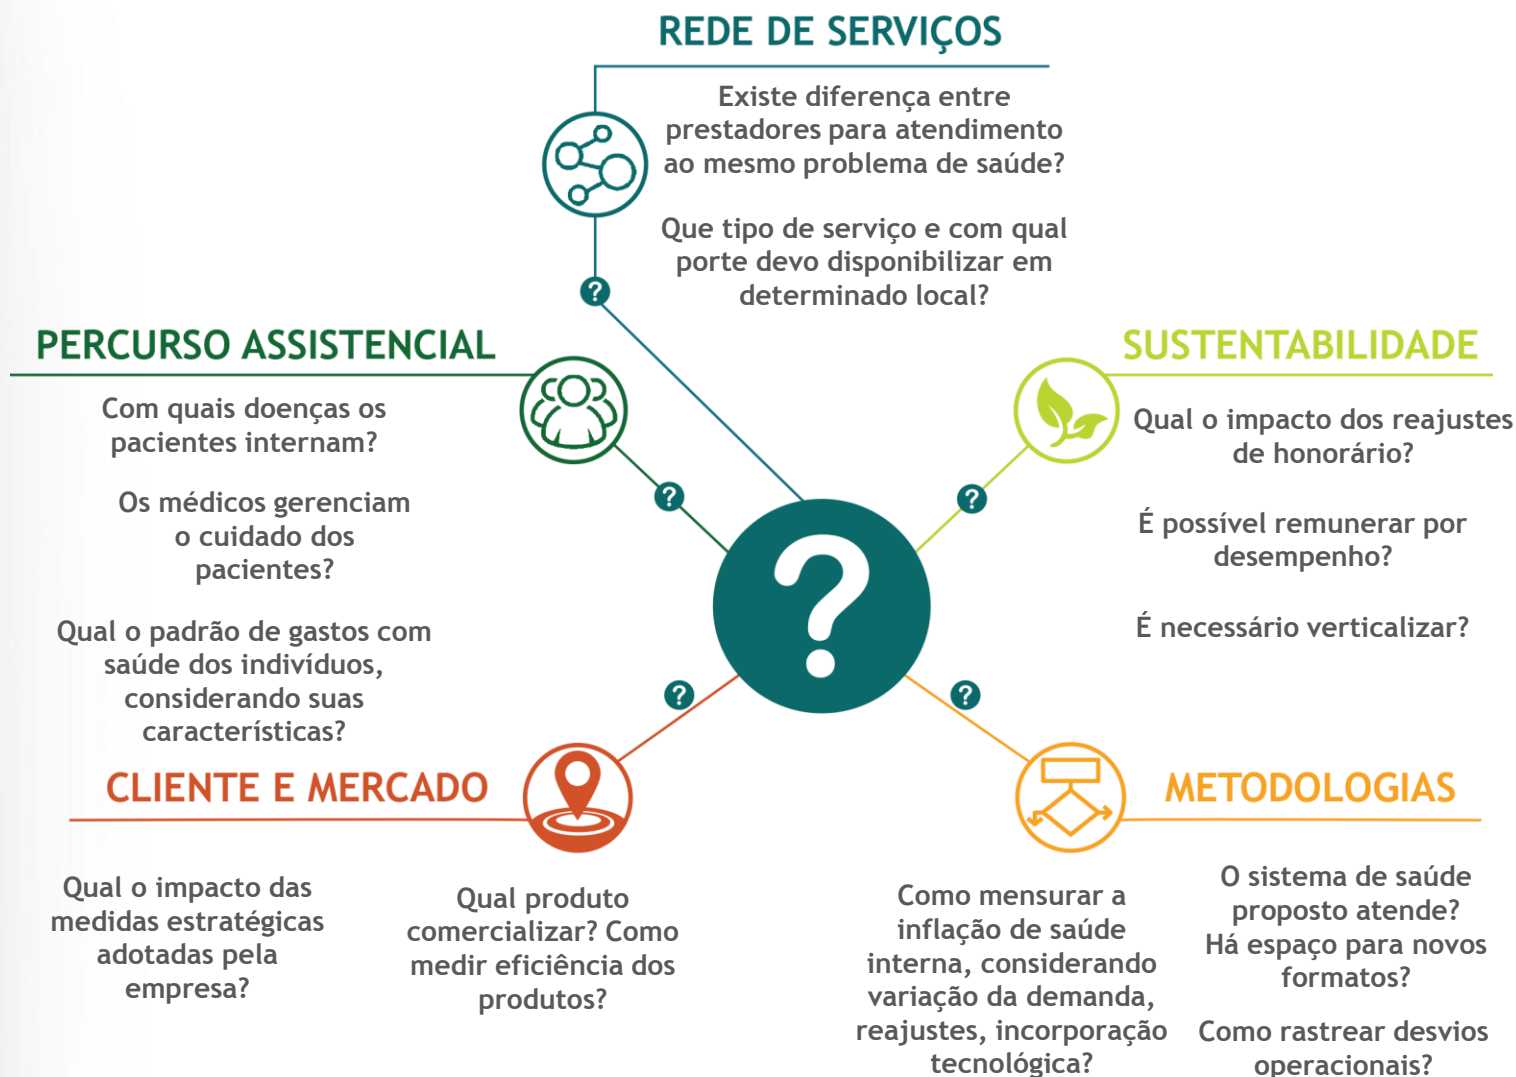 REDE DE SERVIÇOS
Existe diferença entre
prestadores para atendimento
ao mesmo problema de saúde?
Que tipo de serviço e com qual
porte devo disponibilizar em
determinado local?
?
PERCURSO ASSISTENCIAL
Com quais doenças os
pacientes internam?
Os médicos gerenciam
o cuidado dos
pacientes?
Qual o padrão de gastos com
saúde dos indivíduos,
considerando suas
características?
?
SUSTENTABILIDADE
Qual o impacto dos reajustes
de honorário?
É possível remunerar por
desempenho?
É necessário verticalizar?
?
?
CLIENTE E MERCADO
Qual o impacto das
medidas estratégicas
adotadas pela
empresa?
Qual produto
comercializar? Como
medir eficiência dos
produtos?
?
METODOLOGIAS
Como mensurar a
inflação de saúde
interna, considerando
variação da demanda,
reajustes, incorporação
tecnológica?
O sistema de saúde
proposto atende?
Há espaço para novos
formatos?
Como rastrear desvios
operacionais?
?